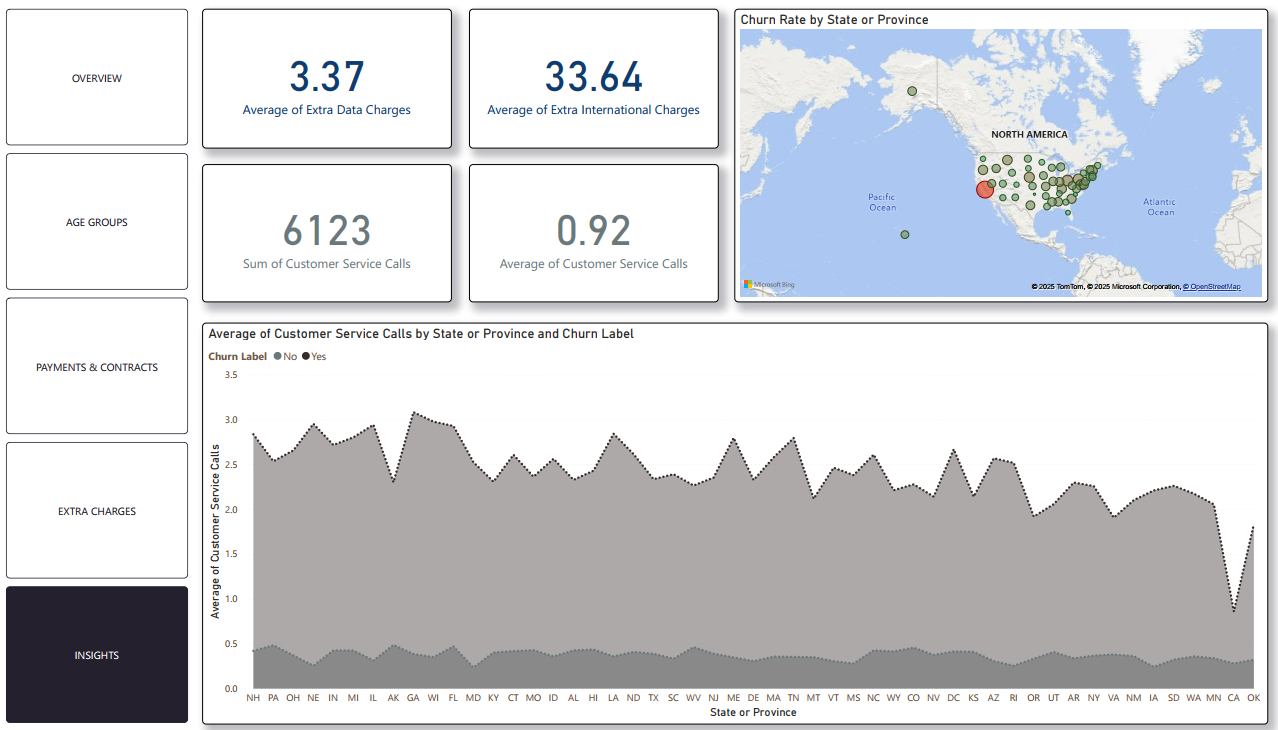 OVERVIEW
AGE GROUPS
PAYMENTS & CONTRACTS
EXTRA CHARGES
INSIGHTS
3.37
Average of Extra Data Charges
33.64
Average of Extra International Charges
6123
Sum of Customer Service Calls
0.92
Average of Customer Service Calls
Churn Rate by State or Province
NORTH AMERICA
Pacific
Ocean
Atlantic
Ocean
Microsoft Bing
© 2025 TomTom, © 2025 Microsoft Corporation, © OpenStreetMap
Average of Customer Service Calls by State or Province and Churn Label
Churn Label No Yes
Average of Customer Service Calls
3.5
3.0
2.5
2.0
1.5
1.0
0.5
0.0
NH PA OH NE IN MI IL AK GA WI FL MD KY CT MO ID AL HI LA ND TX SC WV NJ ME DE MA TN MT VT MS NC WY CO NV DC KS AZ RI OR UT AR NY VA NM IA SD WA MN CA OK
State or Province